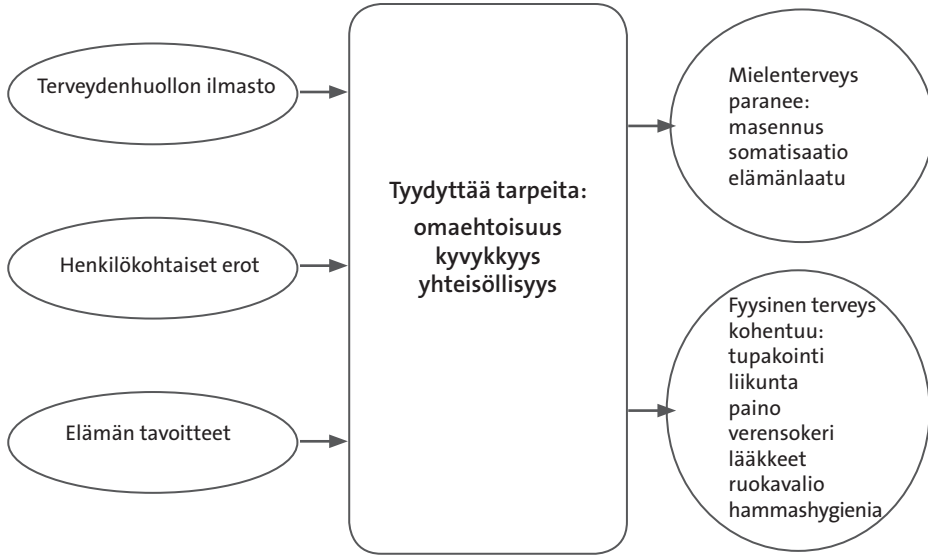 Terveydenhuollon ilmasto
Henkilökohtaiset erot
Elämän tavoitteet
Tyydyttää tarpeita:
omaehtoisuus
kyvykkyys
yhteisöllisyys
Mielenterveys
paranee:
masennus
somatisaatio
elämänlaatu
Fyysinen terveys
kohentuu:
tupakointi
liikunta
paino
verensokeri
lääkkeet
ruokavalio
hammashygienia